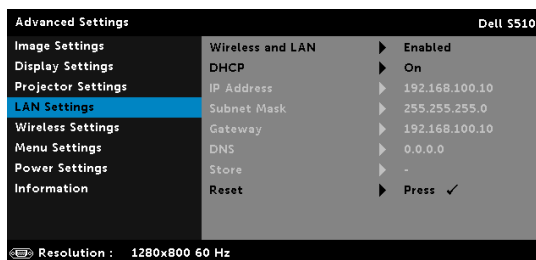 Advanced Settings Dell S510
Image Settings
Display Settings
Projector Settings
LAN Settings
Wireless Settings
Menu Settings
Power Settings
Information
Wireless and LAN Enabled
DHCP On
IP Address 192.168.100.10
Subnet Mask 255.255.255.0
Gateway 192.168.100.10
DNS 0.0.0.0
Store -
Reset Press ✓
Resolution : 1280x800 60 Hz